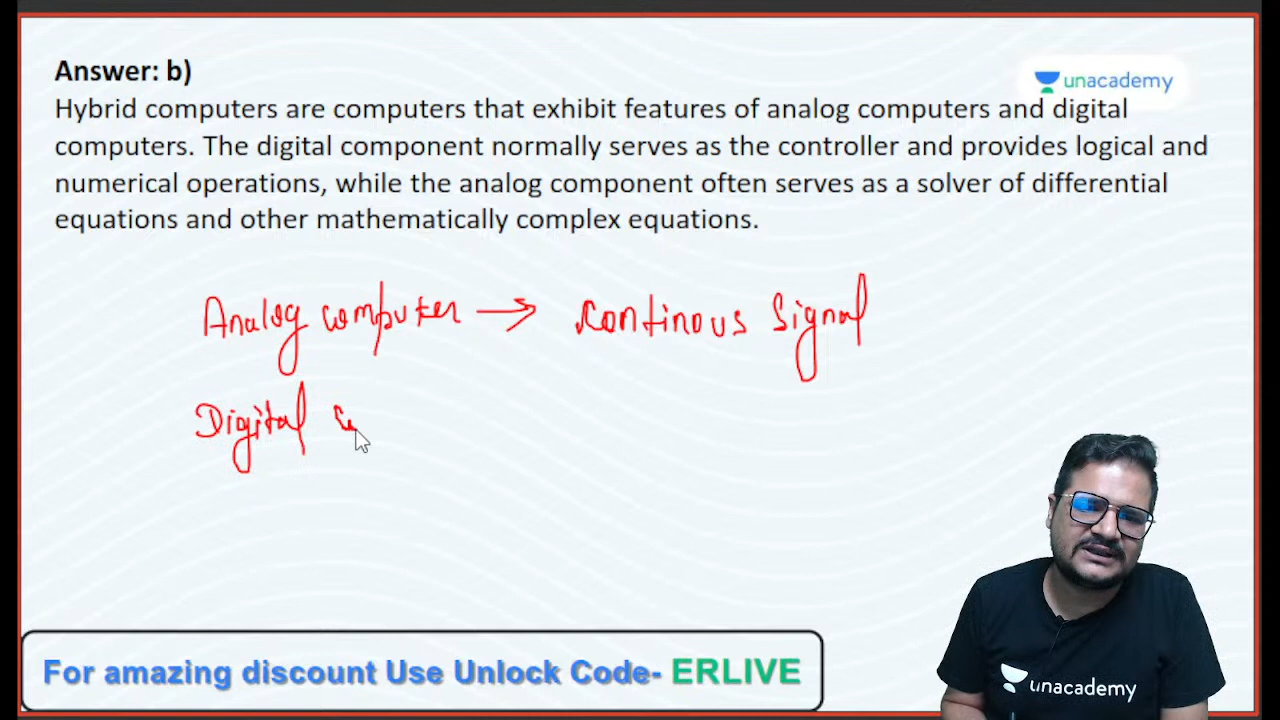 Answer: b)
unacademy
Hybrid computers are computers that exhibit features of analog computers and digital
computers. The digital component normally serves as the controller and provides logical and
numerical operations, while the analog component often serves as a solver of differential
equations and other mathematically complex equations.
Analog computer → Continous Signal
Digital
unacademy
For amazing discount Use Unlock Code- ERLIVE